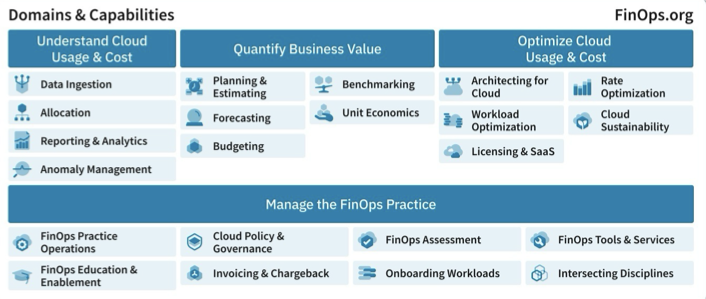 Domains & Capabilities
FinOps.org
Understand Cloud
Usage & Cost
Data Ingestion
Allocation
Reporting & Analytics
Anomaly Management
Quantify Business Value
Planning &
Estimating
Forecasting
Budgeting
Benchmarking
Unit Economics
Optimize Cloud
Usage & Cost
Architecting for
Cloud
Workload
Optimization
Licensing & SaaS
Rate
Optimization
Cloud
Sustainability
Manage the FinOps Practice
FinOps Practice
Operations
Cloud Policy &
Governance
FinOps Assessment
FinOps Tools & Services
FinOps Education &
Enablement
Invoicing & Chargeback
Onboarding Workloads
Intersecting Disciplines